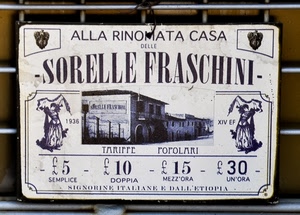 ALLA RINOMATA CASA
DELLE
-SORELLE FRASCHINI-
SORELLE FRASCHINI
1936
XIV EF
TARIFFE POPOLARI
£5 - £10 - £15 - £30
SEMPLICE DOPPIA MEZZ'ORA UN'ORA
SIGNORINE ITALIANE E DALL'ETIOPIA